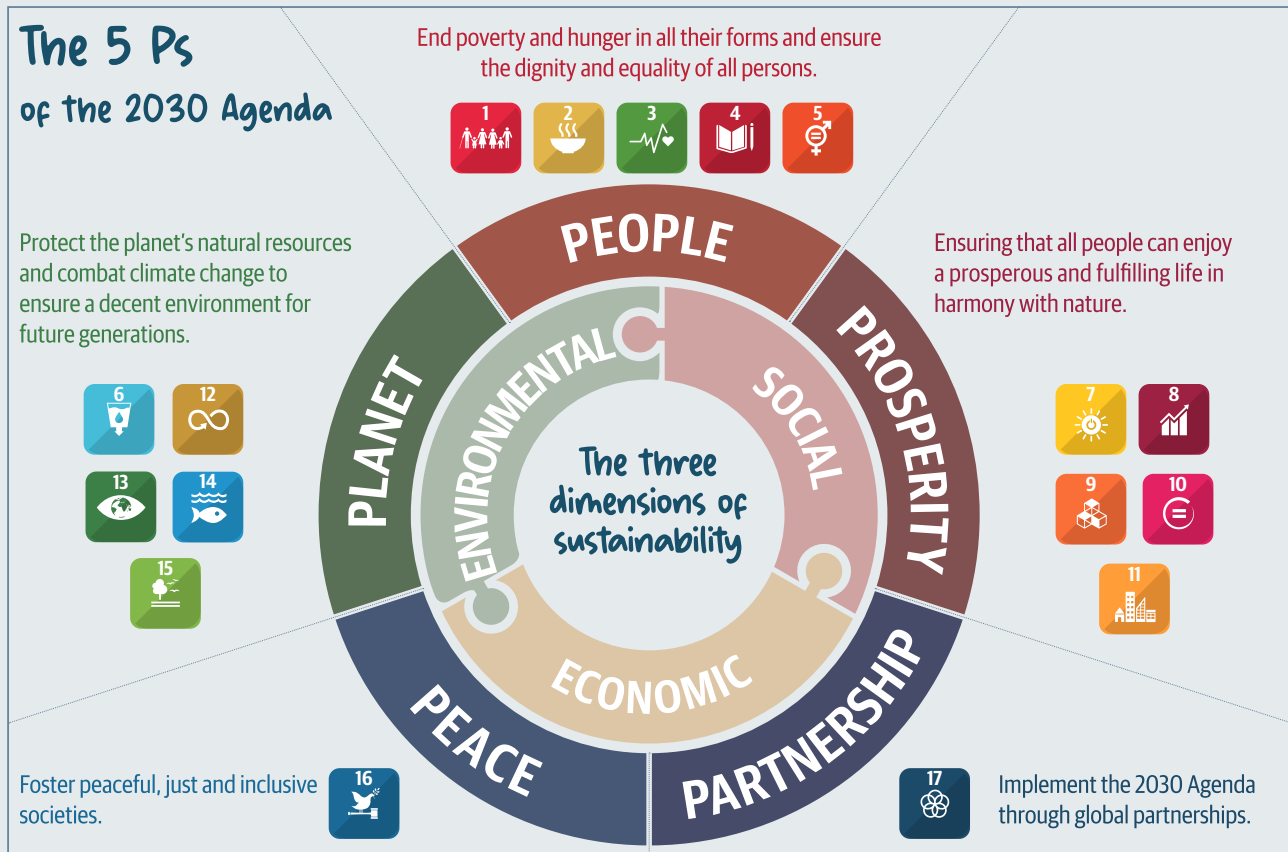 The 5 Ps
of the 2030 Agenda
End poverty and hunger in all their forms and ensure
the dignity and equality of all persons.
1
2
3
4
5
PEOPLE
Protect the planet's natural resources
and combat climate change to
ensure a decent environment for
future generations.
6
12
13
14
15
PLANET
Ensuring that all people can enjoy
a prosperous and fulfilling life in
harmony with nature.
7
8
9
10
11
PROSPERITY
ENVIRONMENTAL
SOCIAL
ECONOMIC
The three
dimensions of
sustainability
PEACE
Foster peaceful, just and inclusive
societies.
16
PARTNERSHIP
17
Implement the 2030 Agenda
through global partnerships.